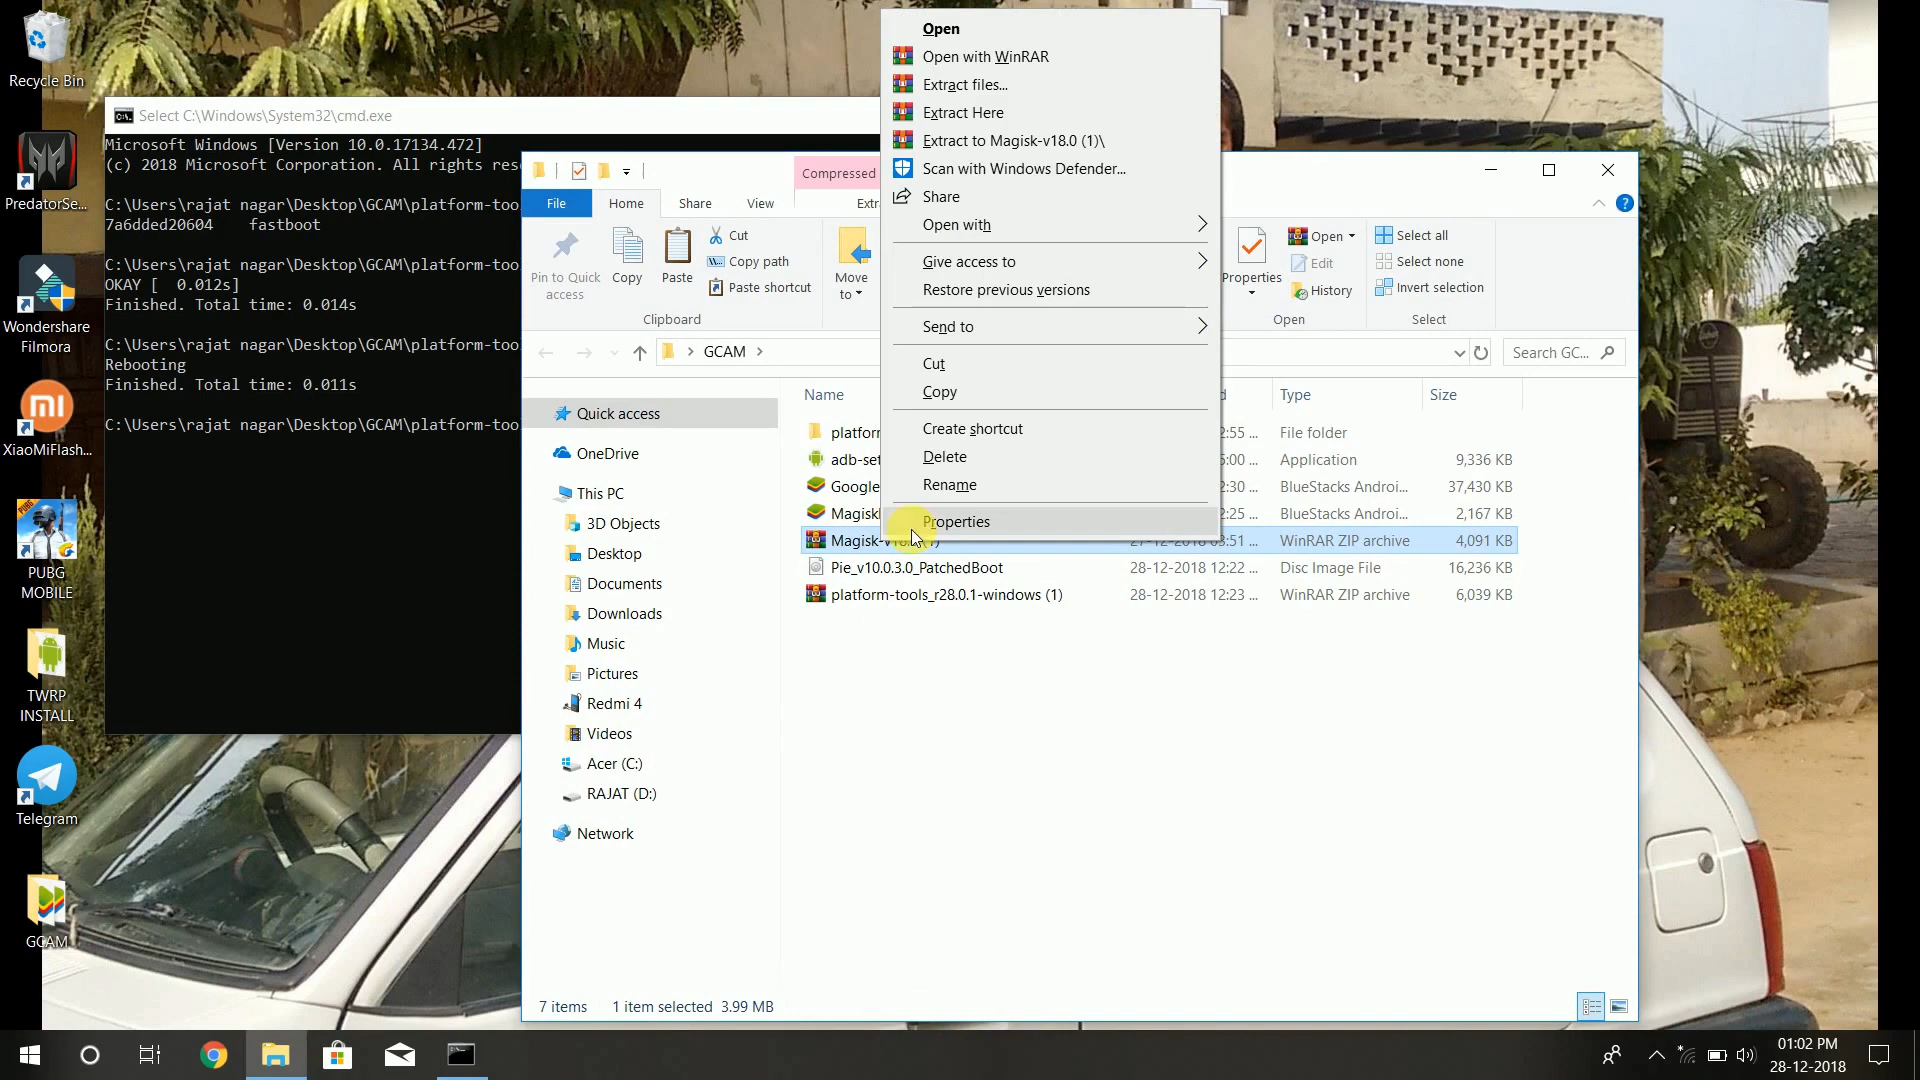 Recycle Bin
PredatorSe...
Wondershare
Filmora
XiaoMiFlash...
PUBG
MOBILE
TWRP
INSTALL
Telegram
GCAM
Select C:\Windows\System32\cmd.exe
Microsoft Windows [Version 10.0.17134.472]
(c) 2018 Microsoft Corporation. All rights res
C:\Users\rajat nagar\Desktop\GCAM\platform-too
7a6dded20604 fastboot
C:\Users\rajat nagar\Desktop\GCAM\platform-too
OKAY [ 0.012s]
Finished. Total time: 0.014s
C:\Users\rajat nagar\Desktop\GCAM\platform-too
Rebooting
Finished. Total time: 0.011s
C:\Users\rajat nagar\Desktop\GCAM\platform-too
Compressed
File
Home
Share
View
Extr
Pin to Quick
access
Copy
Paste
Cut
Copy path
Paste shortcut
Clipboard
Move
to
Properties
Open
Edit
History
Open
Select all
Select none
Invert selection
Select
GCAM
Search GC...
Quick access
OneDrive
This PC
3D Objects
Desktop
Documents
Downloads
Music
Pictures
Redmi 4
Videos
Acer (C:)
RAJAT (D:)
Network
Name
d
Type
Size
platform
2:55 ...
File folder
adb-set
5:00 ...
Application
9,336 KB
Google
2:30 ...
BlueStacks Androi...
37,430 KB
Magisk
2:25 ...
BlueStacks Androi...
2,167 KB
WinRAR ZIP archive
4,091 KB
Pie_v10.0.3.0_PatchedBoot
28-12-2018 12:22 ...
Disc Image File
16,236 KB
platform-tools_r28.0.1-windows (1)
28-12-2018 12:23 ...
WinRAR ZIP archive
6,039 KB
7 items
1 item selected 3.99 MB
Open
Open with WinRAR
Extract files...
Extract Here
Extract to Magisk-v18.0 (1)\
Scan with Windows Defender...
Share
Open with
Give access to
Restore previous versions
Send to
Cut
Copy
Create shortcut
Delete
Rename
Properties
01:02 PM
28-12-2018